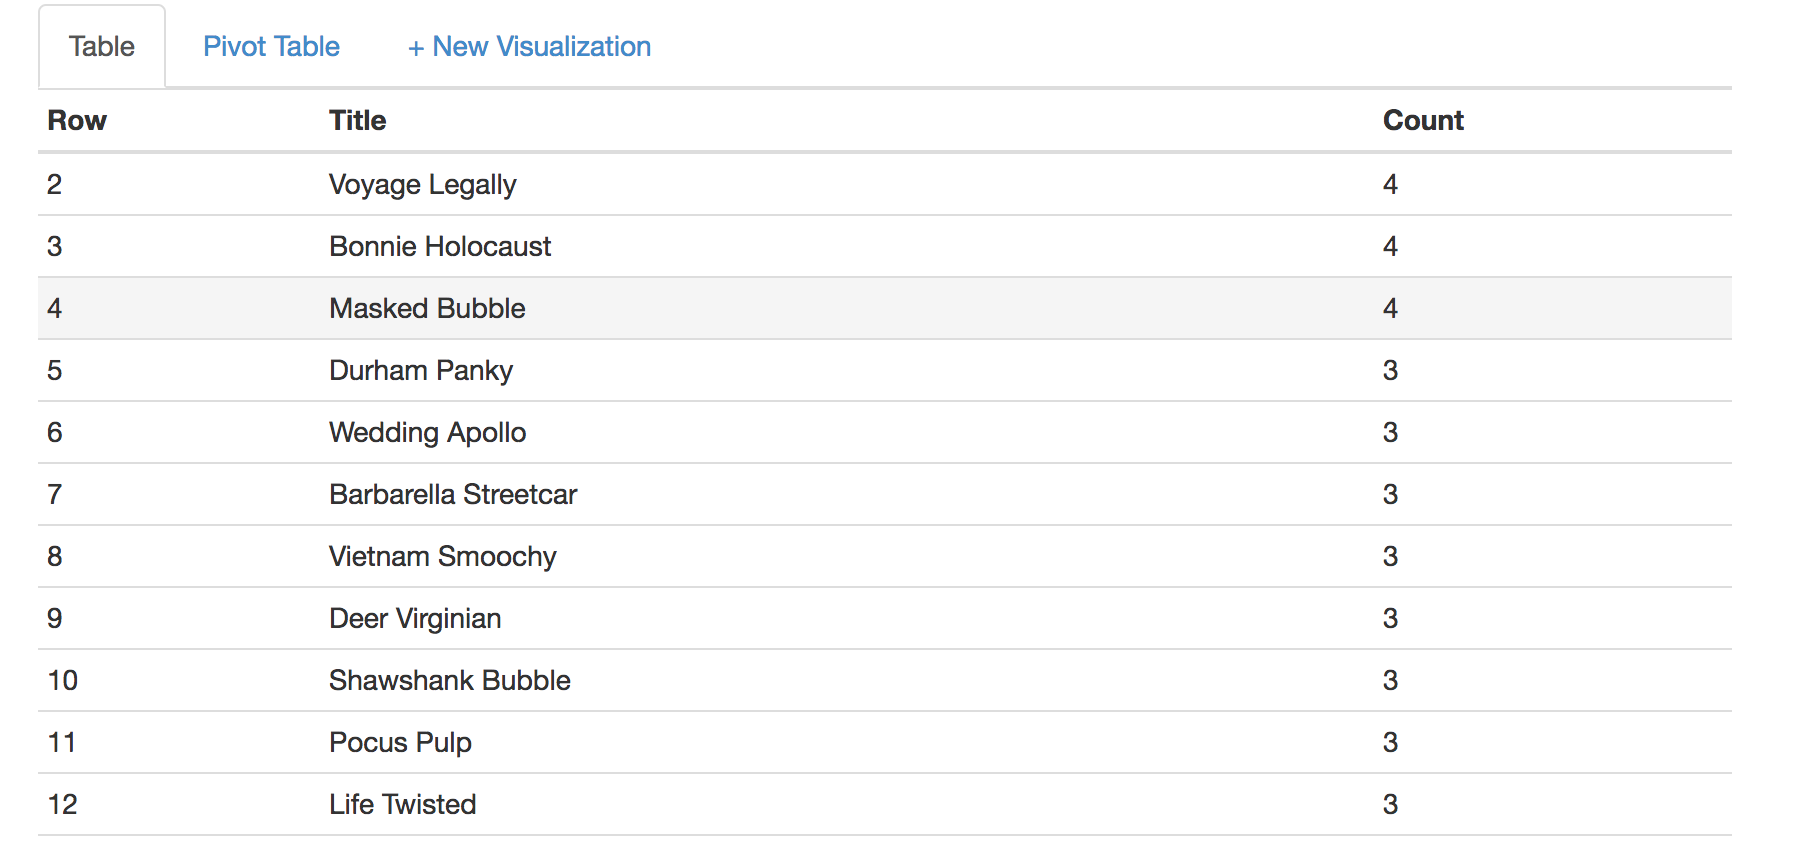 Table Pivot Table + New Visualization
Row Title Count
2 Voyage Legally 4
3 Bonnie Holocaust 4
4 Masked Bubble 4
5 Durham Panky 3
6 Wedding Apollo 3
7 Barbarella Streetcar 3
8 Vietnam Smoochy 3
9 Deer Virginian 3
10 Shawshank Bubble 3
11 Pocus Pulp 3
12 Life Twisted 3